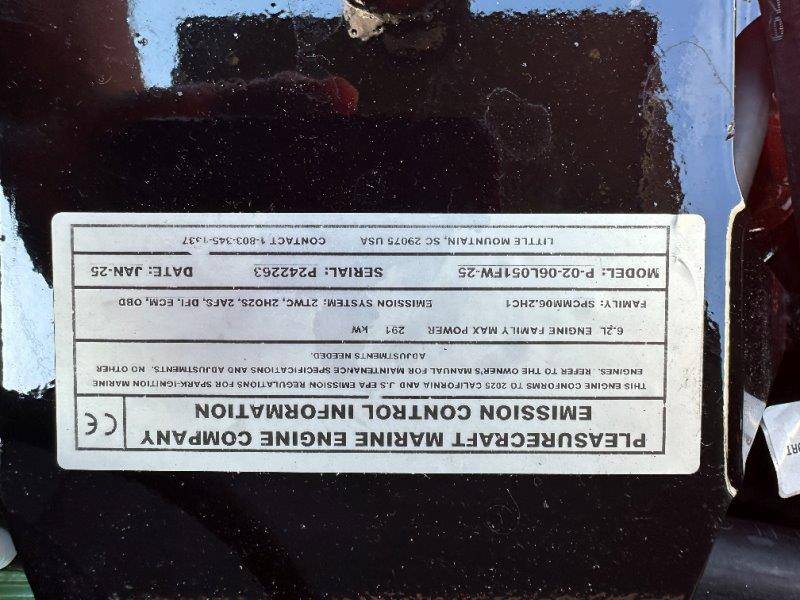 PLEASURECRAFT MARINE ENGINE COMPANY
EMISSION CONTROL INFORMATION
CE
THIS ENGINE CONFORMS TO 2025 CALIFORNIA AND U.S EPA EMISSION REGULATIONS FOR SPARK-IGNITION MARINE
ENGINES. REFER TO THE OWNER'S MANUAL FOR MAINTENANCE SPECIFICATIONS AND ADJUSTMENTS. NO OTHER
ADJUSTMENTS NEEDED.
6.2L ENGINE FAMILY MAX POWER 291 KW
FAMILY: SPCMM06.2HC1 EMISSION SYSTEM: 2TWC, 2HO2S, 2AFS, DFI, ECM, OBD
MODEL: P-02-06L051FW-25 SERIAL: P242263 DATE: JAN-25
LITTLE MOUNTAIN, SC 29075 USA CONTACT 1-803-345-1337